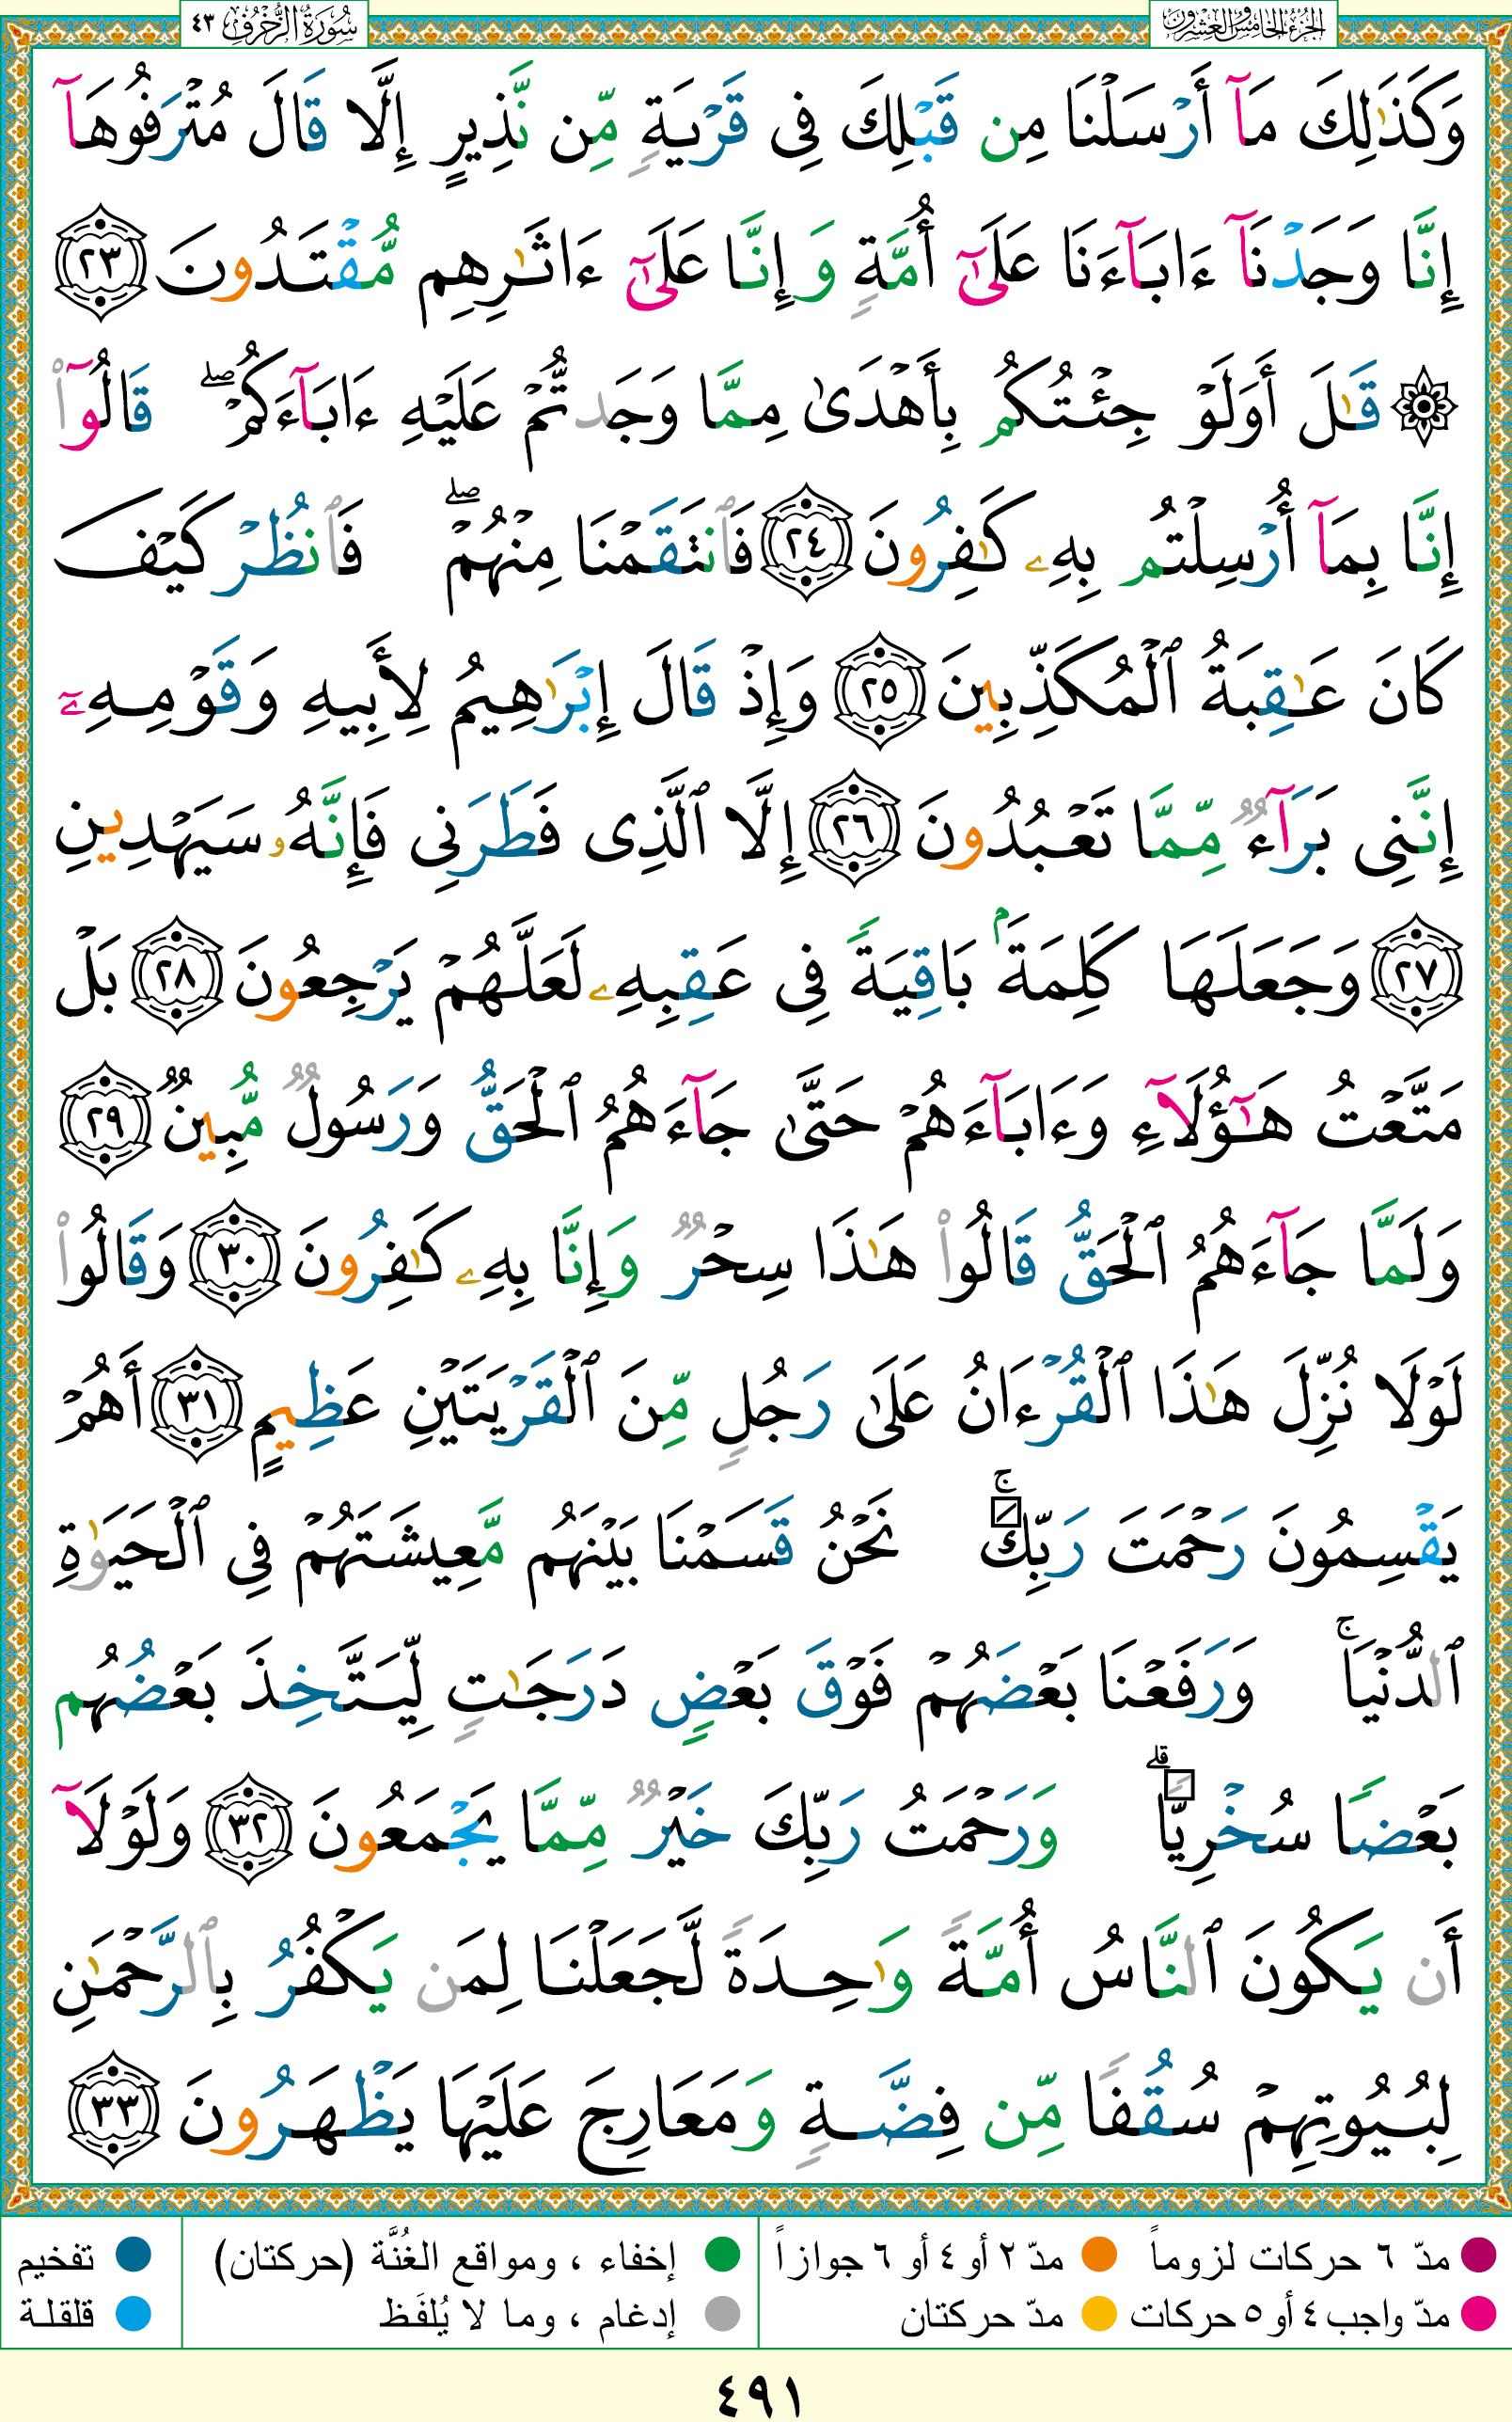 الجزء الخامس والعشرون
سُورَةُ الزُّخْرُفِ ٤٣
وَكَذَٰلِكَ مَآ أَرْسَلْنَا مِن قَبْلِكَ فِى قَرْيَةٍ مِّن نَّذِيرٍ إِلَّا قَالَ مُتْرَفُوهَآ
إِنَّا وَجَدْنَآ ءَابَآءَنَا عَلَىٰٓ أُمَّةٍ وَإِنَّا عَلَىٰٓ ءَاثَٰرِهِم مُّقْتَدُونَ ٢٣
۞ قَٰلَ أَوَلَوْ جِئْتُكُم بِأَهْدَىٰ مِمَّا وَجَدتُّمْ عَلَيْهِ ءَابَآءَكُمْ ۖ قَالُوٓا۟
إِنَّا بِمَآ أُرْسِلْتُم بِهِۦ كَٰفِرُونَ ٢٤ فَٱنتَقَمْنَا مِنْهُمْ ۖ فَٱنظُرْ كَيْفَ
كَانَ عَٰقِبَةُ ٱلْمُكَذِّبِينَ ٢٥ وَإِذْ قَالَ إِبْرَٰهِيمُ لِأَبِيهِ وَقَوْمِهِۦٓ
إِنَّنِى بَرَآءٌ مِّمَّا تَعْبُدُونَ ٢٦ إِلَّا ٱلَّذِى فَطَرَنِى فَإِنَّهُۥ سَيَهْدِينِ
٢٧ وَجَعَلَهَا كَلِمَةًۢ بَاقِيَةً فِى عَقِبِهِۦ لَعَلَّهُمْ يَرْجِعُونَ ٢٨ بَلْ
مَتَّعْتُ هَٰٓؤُلَآءِ وَءَابَآءَهُمْ حَتَّىٰ جَآءَهُمُ ٱلْحَقُّ وَرَسُولٌ مُّبِينٌ ٢٩
وَلَمَّا جَآءَهُمُ ٱلْحَقُّ قَالُوا۟ هَٰذَا سِحْرٌ وَإِنَّا بِهِۦ كَٰفِرُونَ ٣٠ وَقَالُوا۟
لَوْلَا نُزِّلَ هَٰذَا ٱلْقُرْءَانُ عَلَىٰ رَجُلٍ مِّنَ ٱلْقَرْيَتَيْنِ عَظِيمٍ ٣١ أَهُمْ
يَقْسِمُونَ رَحْمَتَ رَبِّكَ ۚ نَحْنُ قَسَمْنَا بَيْنَهُم مَّعِيشَتَهُمْ فِى ٱلْحَيَوٰةِ
ٱلدُّنْيَا ۚ وَرَفَعْنَا بَعْضَهُمْ فَوْقَ بَعْضٍ دَرَجَٰتٍ لِّيَتَّخِذَ بَعْضُهُم
بَعْضًا سُخْرِيًّا ۗ وَرَحْمَتُ رَبِّكَ خَيْرٌ مِّمَّا يَجْمَعُونَ ٣٢ وَلَوْلَآ
أَن يَكُونَ ٱلنَّاسُ أُمَّةً وَٰحِدَةً لَّجَعَلْنَا لِمَن يَكْفُرُ بِٱلرَّحْمَٰنِ
لِبُيُوتِهِمْ سُقُفًا مِّن فِضَّةٍ وَمَعَارِجَ عَلَيْهَا يَظْهَرُونَ ٣٣
مدّ ٦ حركات لزوماً مدّ ٢ أو ٤ أو ٦ جوازاً إخفاء ، ومواقع الغُنَّة (حركتان) تفخيم
مدّ واجب ٤ أو ٥ حركات مدّ حركتان إدغام ، وما لا يُلفَظ قلقلة
٤٩١